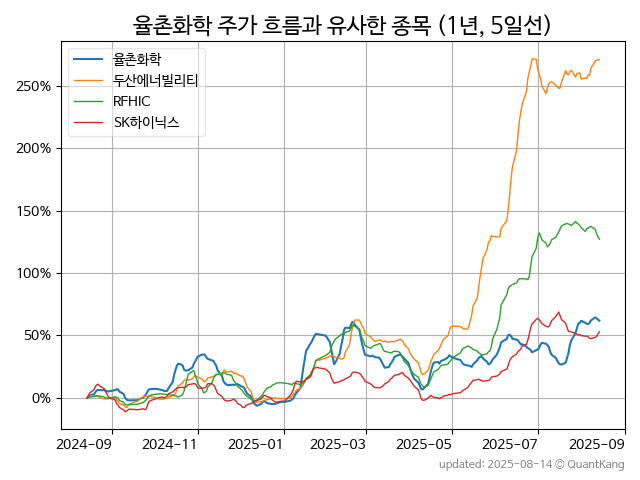 율촌화학 주가 흐름과 유사한 종목 (1년, 5일선)
율촌화학
두산에너빌리티
RFHIC
SK하이닉스
250%
200%
150%
100%
50%
0%
2024-09 2024-11 2025-01 2025-03 2025-05 2025-07 2025-09
updated: 2025-08-14 © QuantKang